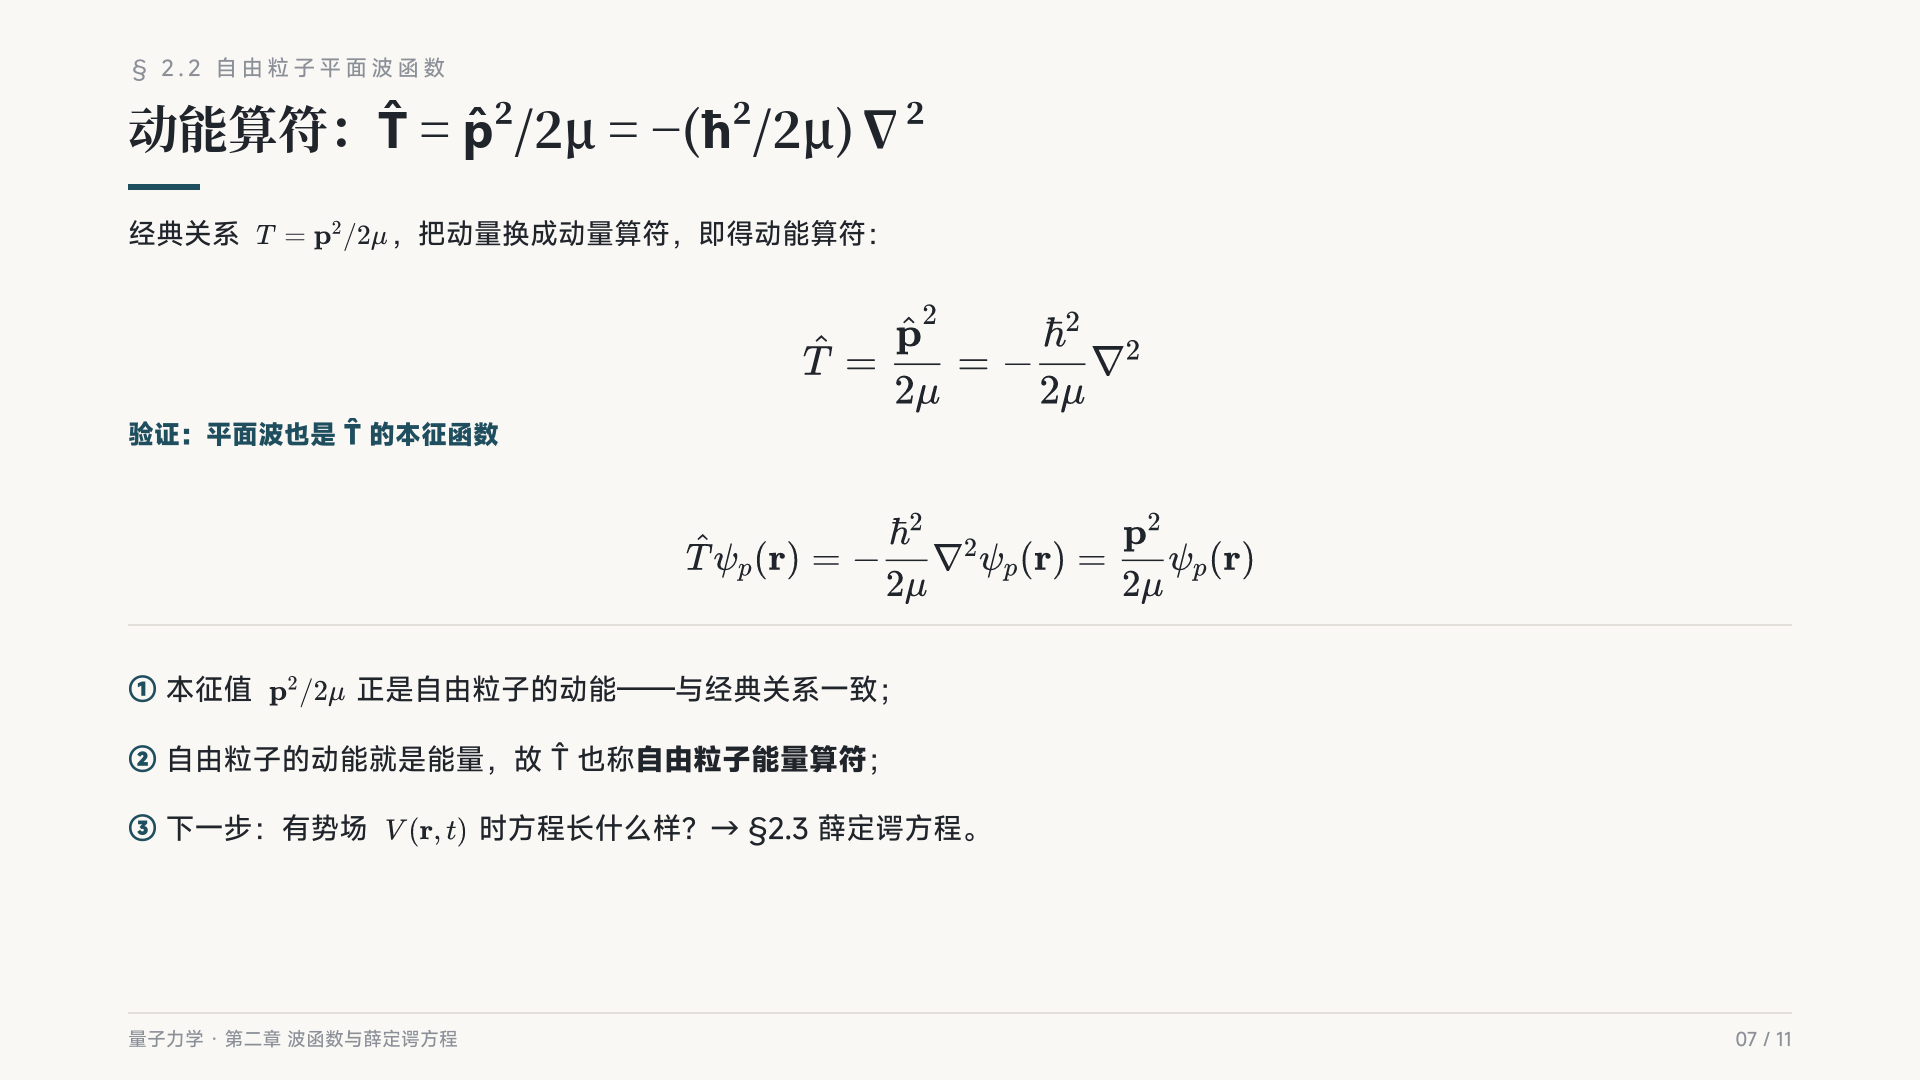 § 2.2 自由粒子平面波函数
动能算符：T̂ = p̂²/2μ = −(ħ²/2μ)∇²
经典关系 T = p²/2μ，把动量换成动量算符，即得动能算符：
T̂ = p̂²/2μ = −ħ²/2μ ∇²
验证：平面波也是 T̂ 的本征函数
T̂ψₚ(r) = −ħ²/2μ ∇²ψₚ(r) = p²/2μ ψₚ(r)
① 本征值 p²/2μ 正是自由粒子的动能——与经典关系一致；
② 自由粒子的动能就是能量，故 T̂ 也称自由粒子能量算符；
③ 下一步：有势场 V(r, t) 时方程长什么样？→ §2.3 薛定谔方程。
量子力学 · 第二章 波函数与薛定谔方程
07 / 11